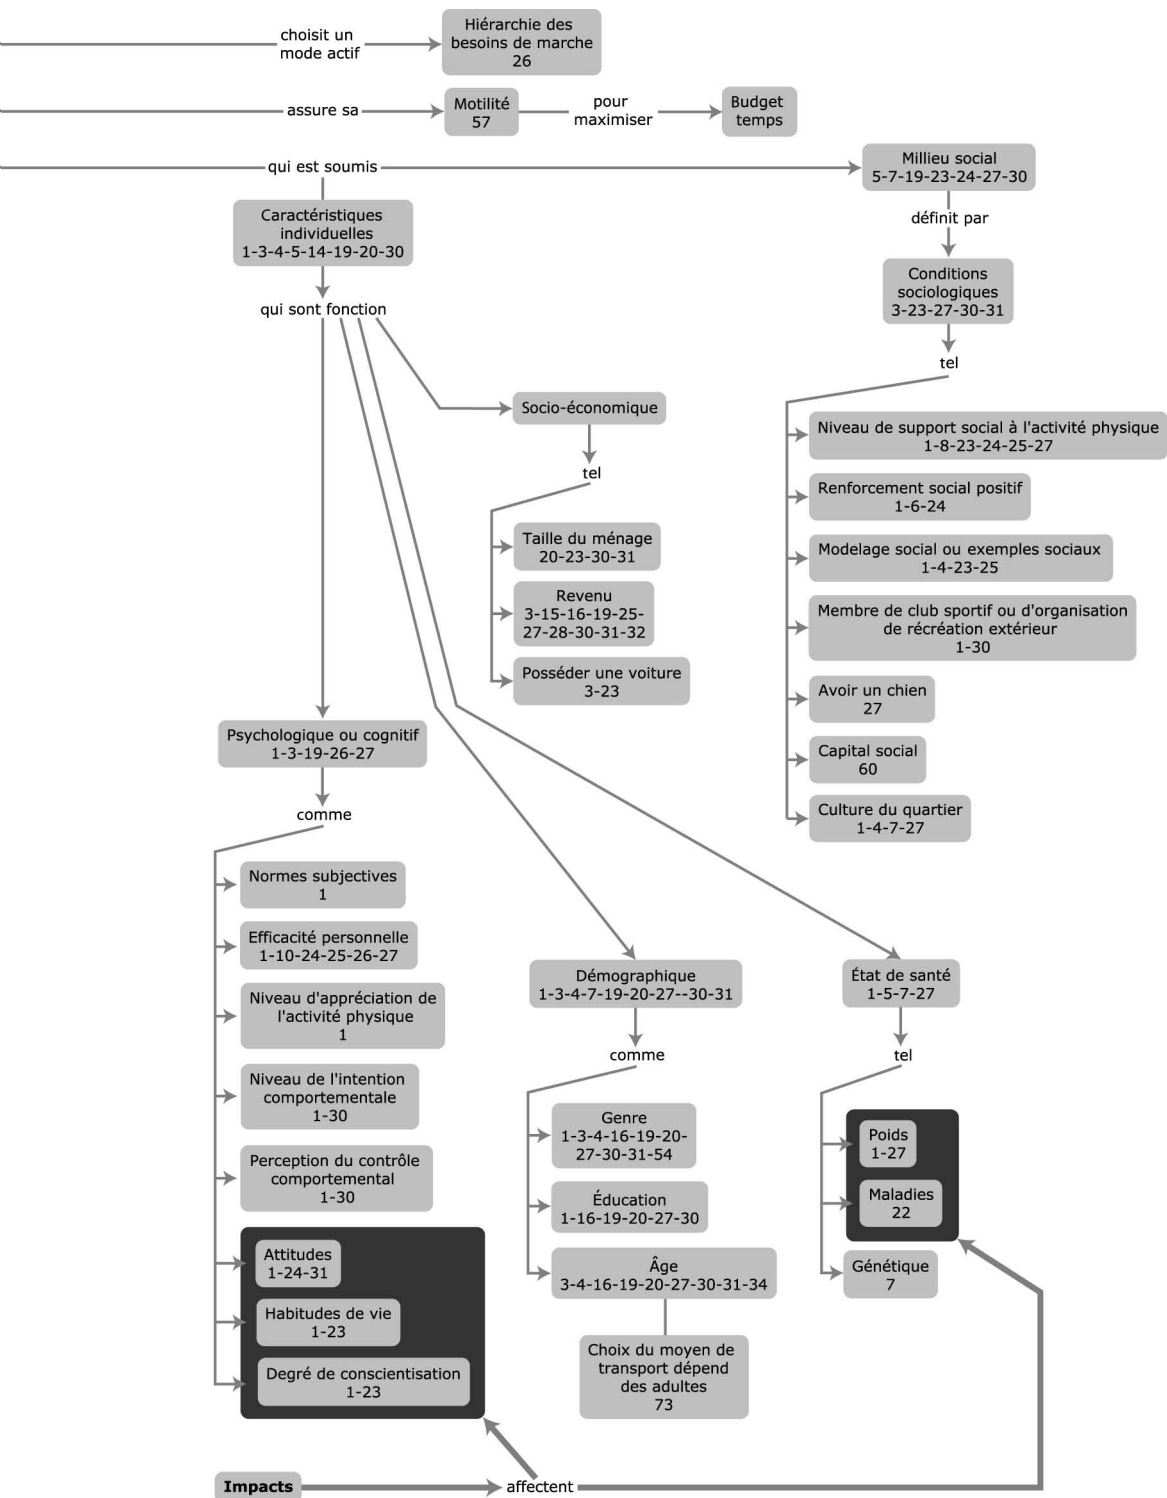 choisit un
mode actif
Hiérarchie des
besoins de marche
26
assure sa
Motilité
57
pour
maximiser
Budget
temps
qui est soumis
Milieu social
5-7-19-23-24-27-30
Caractéristiques
individuelles
1-3-4-5-14-19-20-30
définit par
Conditions
sociologiques
3-23-27-30-31
qui sont fonction
tel
Niveau de support social à l'activité physique
1-8-23-24-25-27
Renforcement social positif
1-6-24
Modelage social ou exemples sociaux
1-4-23-25
Membre de club sportif ou d'organisation
de récréation extérieur
1-30
Avoir un chien
27
Capital social
60
Culture du quartier
1-4-7-27
Socio-économique
tel
Taille du ménage
20-23-30-31
Revenu
3-15-16-19-25-
27-28-30-31-32
Posséder une voiture
3-23
Psychologique ou cognitif
1-3-19-26-27
comme
Normes subjectives
1
Efficacité personnelle
1-10-24-25-26-27
Niveau d'appréciation de
l'activité physique
1
Niveau de l'intention
comportementale
1-30
Perception du contrôle
comportemental
1-30
Attitudes
1-24-31
Habitudes de vie
1-23
Degré de conscientisation
1-23
Démographique
1-3-4-7-19-20-27--30-31
comme
Genre
1-3-4-16-19-20-
27-30-31-54
Éducation
1-16-19-20-27-30
Âge
3-4-16-19-20-27-30-31-34
Choix du moyen de
transport dépend
des adultes
73
État de santé
1-5-7-27
tel
Poids
1-27
Maladies
22
Génétique
7
Impacts
affectent